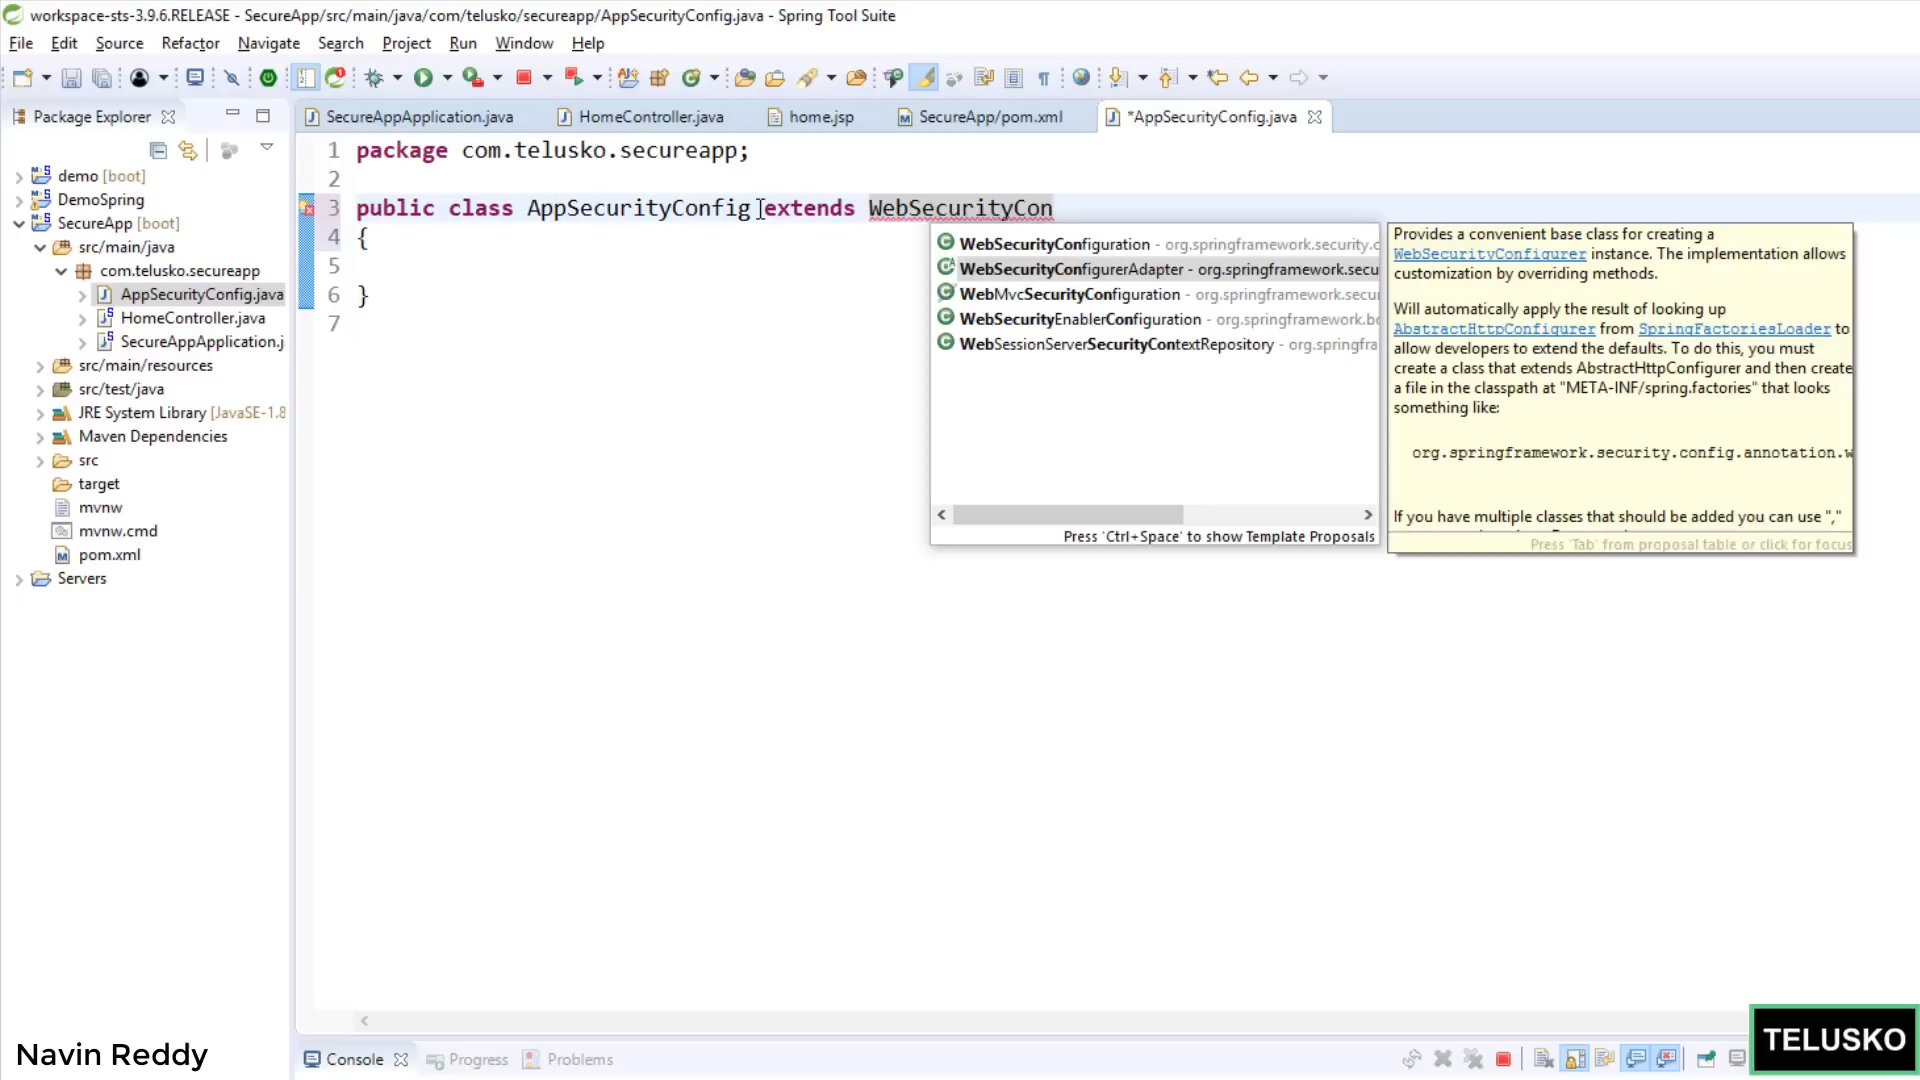 workspace-sts-3.9.6.RELEASE - SecureApp/src/main/java/com/telusko/secureapp/AppSecurityConfig.java - Spring Tool Suite
File Edit Source Refactor Navigate Search Project Run Window Help
Package Explorer
SecureAppApplication.java HomeController.java home.jsp SecureApp/pom.xml *AppSecurityConfig.java
demo [boot]
DemoSpring
SecureApp [boot]
src/main/java
com.telusko.secureapp
AppSecurityConfig.java
HomeController.java
SecureAppApplication.j
src/main/resources
src/test/java
JRE System Library [JavaSE-1.8
Maven Dependencies
src
target
mvnw
mvnw.cmd
pom.xml
Servers
1 package com.telusko.secureapp;
2
3 public class AppSecurityConfig extends WebSecurityCon
4 {
5
6 }
7
WebSecurityConfiguration - org.springframework.security.c
WebSecurityConfigurerAdapter - org.springframework.secu
WebMvcSecurityConfiguration - org.springframework.secu
WebSecurityEnablerConfiguration - org.springframework.bo
WebSessionServerSecurityContextRepository - org.springfra
Press 'Ctrl+Space' to show Template Proposals
Provides a convenient base class for creating a
WebSecurityConfigurer instance. The implementation allows
customization by overriding methods.
Will automatically apply the result of looking up
AbstractHttpConfigurer from SpringFactoriesLoader to
allow developers to extend the defaults. To do this, you must
create a class that extends AbstractHttpConfigurer and then create
a file in the classpath at "META-INF/spring.factories" that looks
something like:
org.springframework.security.config.annotation.w
If you have multiple classes that should be added you can use ","
Press 'Tab' from proposal table or click for focus
Console Progress Problems
Navin Reddy
TELUSKO